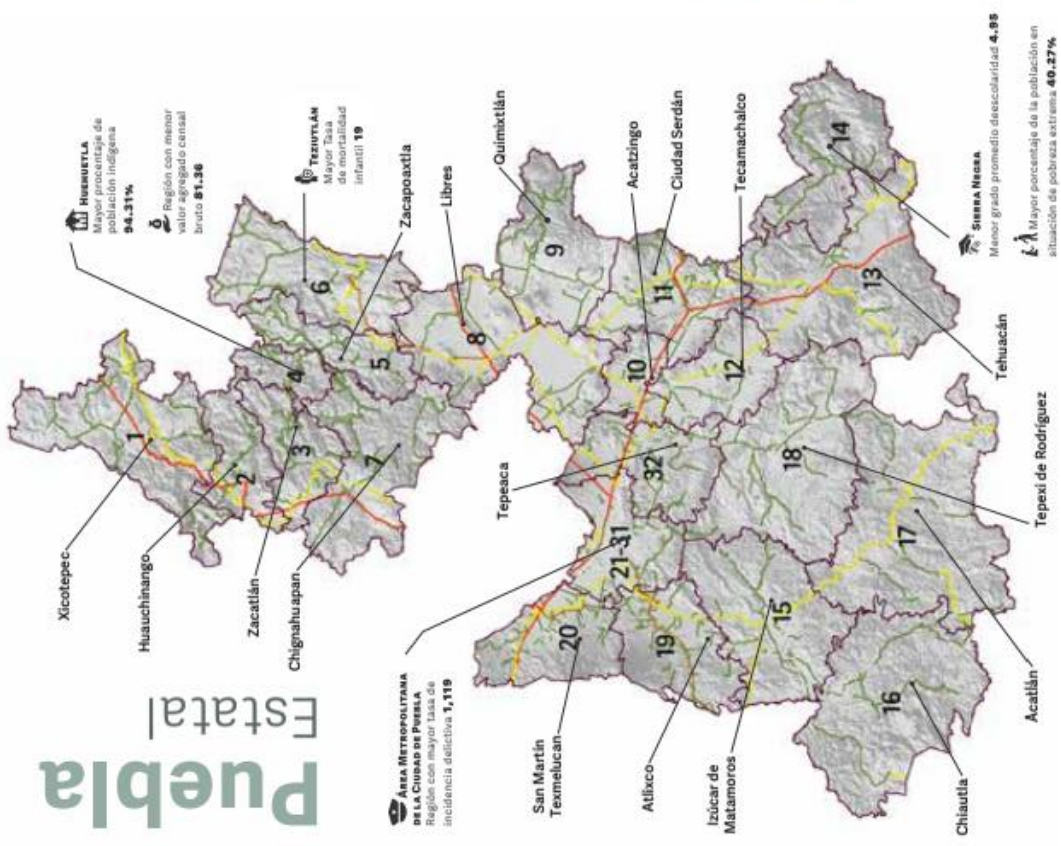 Puebla
Estatal
Xicotepec
Huauchinango
Zacatlán
Chignahuapan
HUEHUETLA
Mayor procentaje de
población indígena
94.31%
Región con menor
valor agregado censal
bruto 81.36
TEZIUTLÁN
Mayor Tasa
de mortalidad
infantil 19
Zacapoaxtla
Libres
Quimixtlán
Acatzingo
Ciudad Serdán
Tecamachalco
ÁREA METROPOLITANA
DE LA CIUDAD DE PUEBLA
Región con mayor tasa de
incidencia delictiva 1,119
Tepeaca
San Martín
Texmelucan
Atlixco
Izúcar de
Matamoros
Chiautla
Acatlán
Tepexi de Rodríguez
Tehuacán
SIERRA NEGRA
Menor grado promedio deescolaridad 4.95
Mayor porcentaje de la población en
situación de pobreza extrema 40.27%
1
2
3
4
5
6
7
8
9
10
11
12
13
14
15
16
17
18
19
20
21-31
32